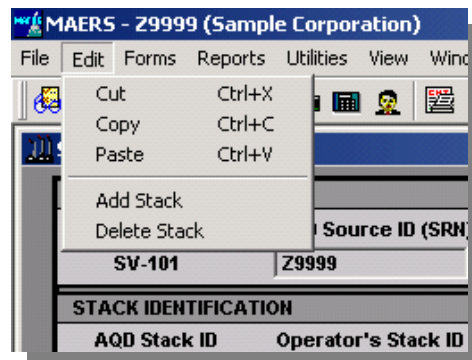 MAERS - Z9999 (Sample Corporation)
File Edit Forms Reports Utilities View
Cut Ctrl+X
Copy Ctrl+C
Paste Ctrl+V
Add Stack
Delete Stack
Source ID (SRN)
SV-101 Z9999
STACK IDENTIFICATION
AQD Stack ID Operator's Stack ID